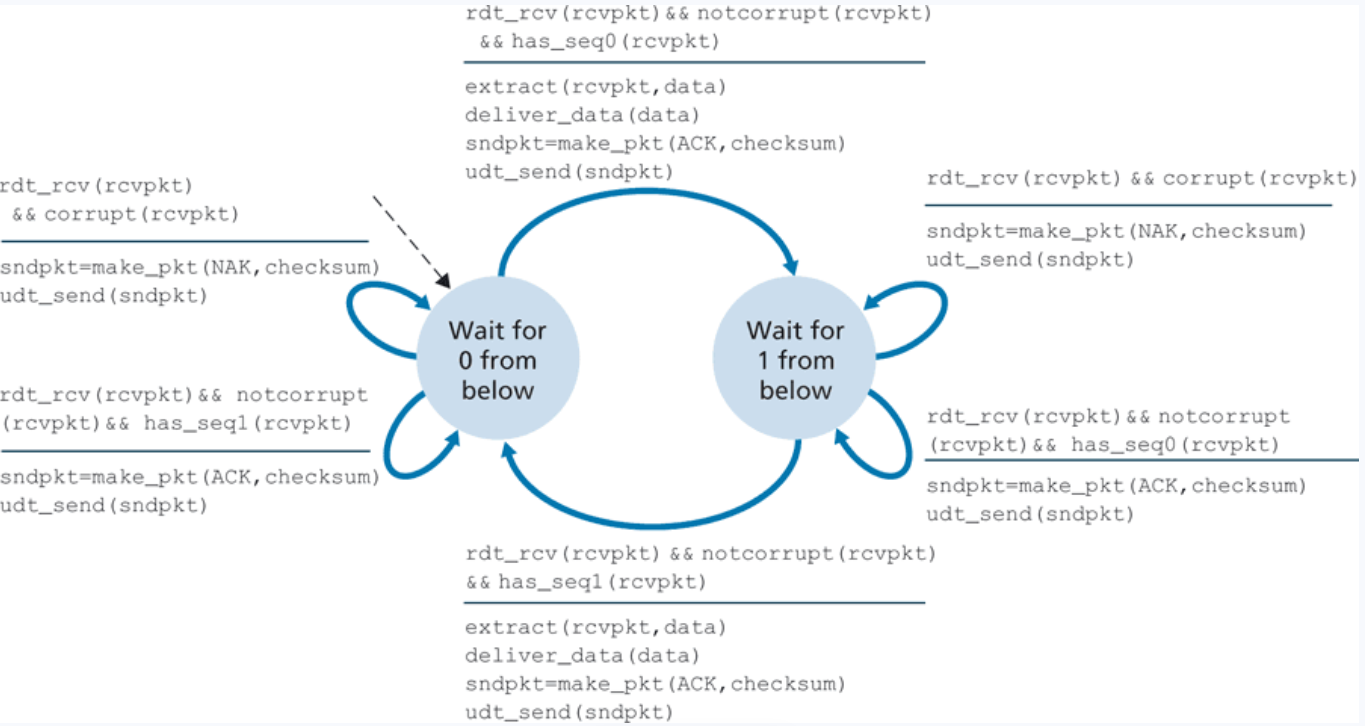 rdt_rcv(rcvpkt) && notcorrupt(rcvpkt)
&& has_seq0(rcvpkt)
extract(rcvpkt,data)
deliver_data(data)
sndpkt=make_pkt(ACK,checksum)
udt_send(sndpkt)
rdt_rcv(rcvpkt)
&& corrupt(rcvpkt)
sndpkt=make_pkt(NAK,checksum)
udt_send(sndpkt)
rdt_rcv(rcvpkt) && corrupt(rcvpkt)
sndpkt=make_pkt(NAK,checksum)
udt_send(sndpkt)
Wait for
0 from
below
Wait for
1 from
below
rdt_rcv(rcvpkt)&& notcorrupt
(rcvpkt)&& has_seq1(rcvpkt)
sndpkt=make_pkt(ACK,checksum)
udt_send(sndpkt)
rdt_rcv(rcvpkt)&& notcorrupt
(rcvpkt)&& has_seq0(rcvpkt)
sndpkt=make_pkt(ACK,checksum)
udt_send(sndpkt)
rdt_rcv(rcvpkt) && notcorrupt(rcvpkt)
&& has_seq1(rcvpkt)
extract(rcvpkt,data)
deliver_data(data)
sndpkt=make_pkt(ACK,checksum)
udt_send(sndpkt)